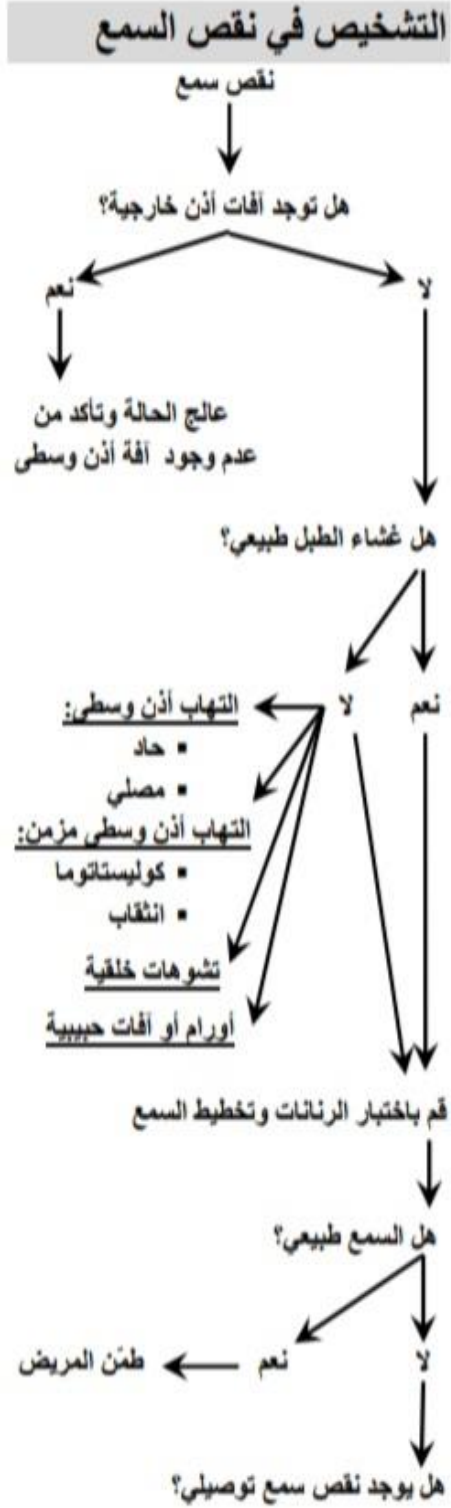 التشخيص في نقص السمع
نقص سمع
هل توجد آفات أذن خارجية؟
لا
نعم
عالج الحالة وتأكد من
عدم وجود آفة أذن وسطى
هل غشاء الطبل طبيعي؟
نعم
لا
التهاب أذن وسطى:
▪ حاد
▪ مصلي
التهاب أذن وسطى مزمن:
▪ كوليستاتوما
▪ انثقاب
تشوهات خلقية
أورام أو آفات حبيبية
قم باختبار الرنانات وتخطيط السمع
هل السمع طبيعي؟
لا
نعم
طمّن المريض
هل يوجد نقص سمع توصيلي؟